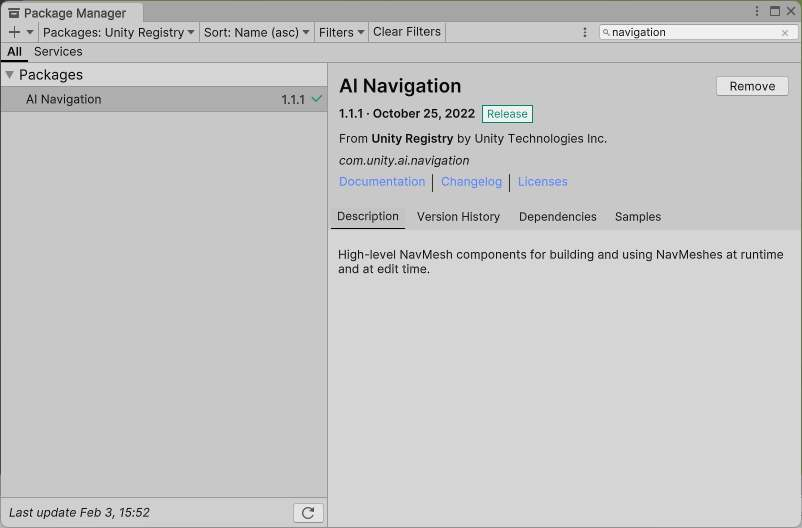 Package Manager
Packages: Unity Registry Sort: Name (asc) Filters Clear Filters navigation
All Services
Packages
AI Navigation 1.1.1
AI Navigation
Remove
1.1.1 · October 25, 2022 Release
From Unity Registry by Unity Technologies Inc.
com.unity.ai.navigation
Documentation Changelog Licenses
Description Version History Dependencies Samples
High-level NavMesh components for building and using NavMeshes at runtime
and at edit time.
Last update Feb 3, 15:52